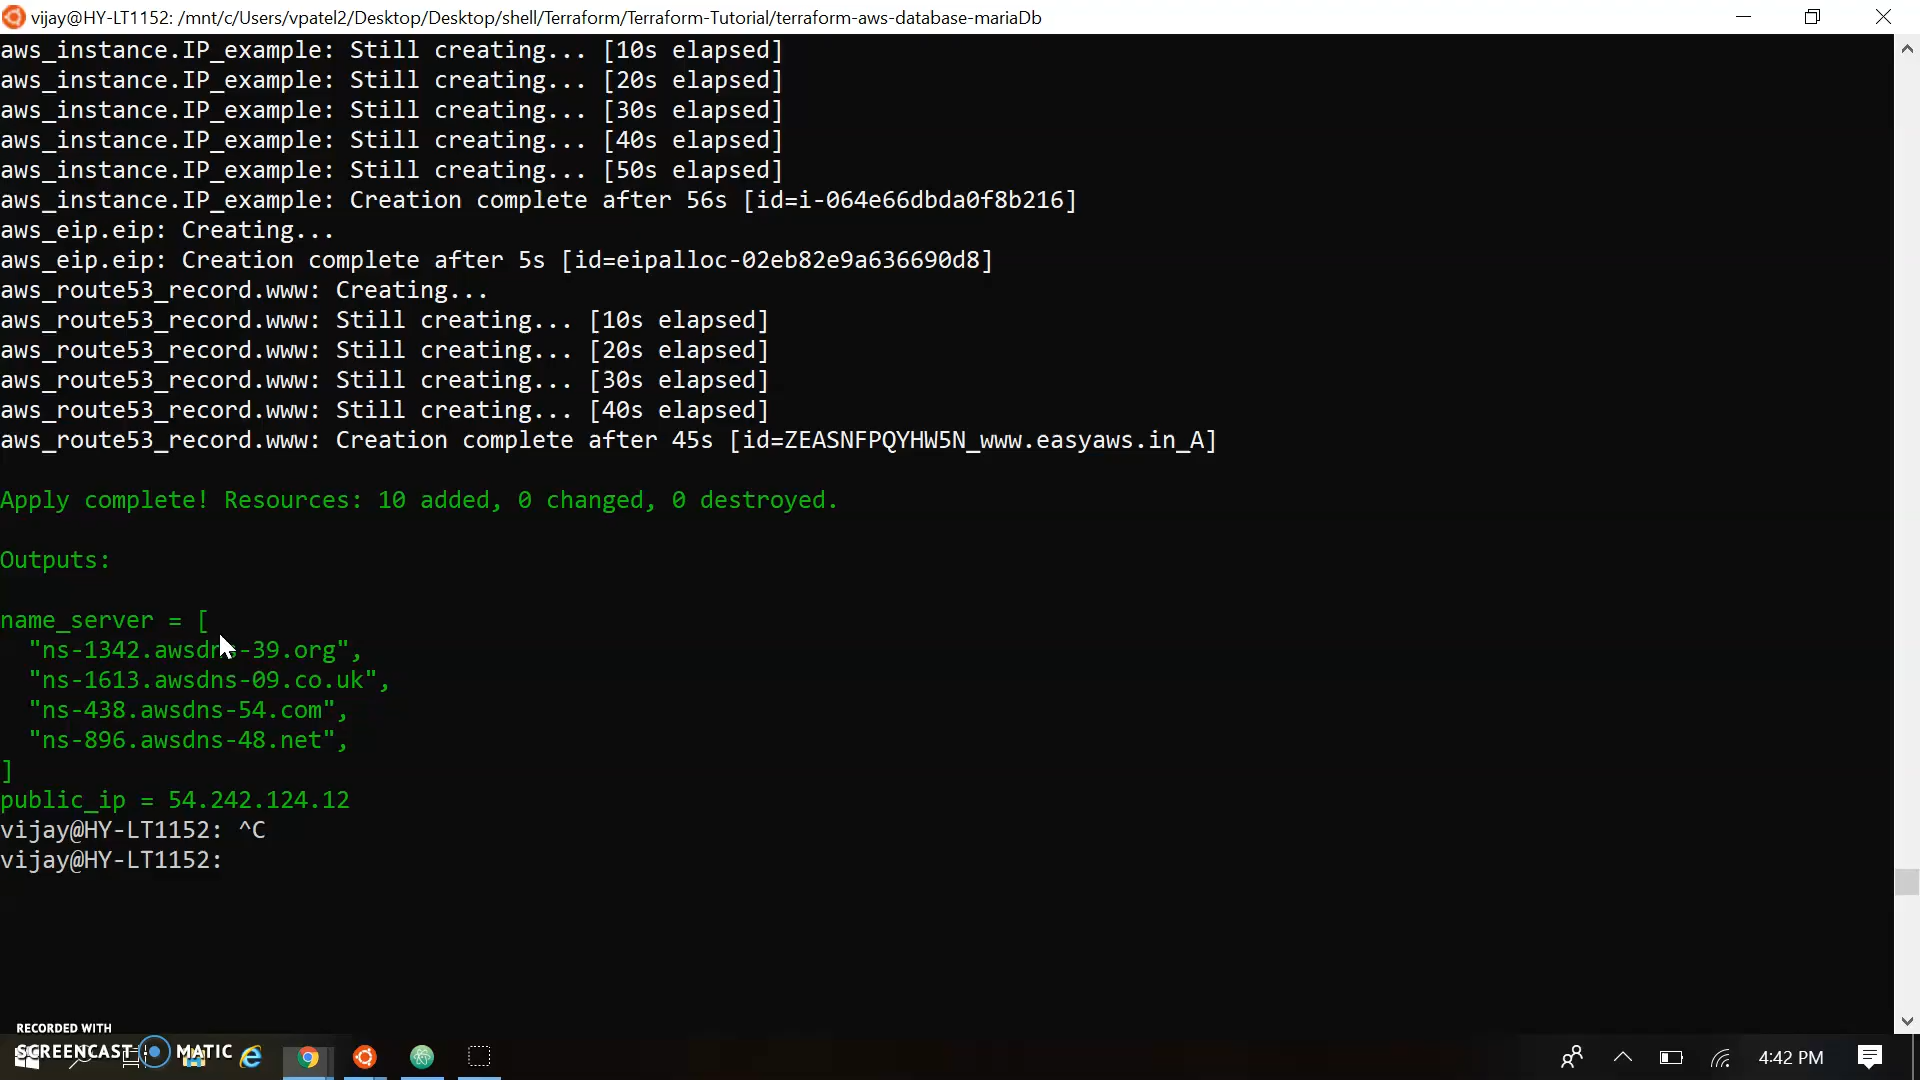 vijay@HY-LT1152: /mnt/c/Users/vpatel2/Desktop/Desktop/shell/Terraform/Terraform-Tutorial/terraform-aws-database-mariaDb
aws_instance.IP_example: Still creating... [10s elapsed]
aws_instance.IP_example: Still creating... [20s elapsed]
aws_instance.IP_example: Still creating... [30s elapsed]
aws_instance.IP_example: Still creating... [40s elapsed]
aws_instance.IP_example: Still creating... [50s elapsed]
aws_instance.IP_example: Creation complete after 56s [id=i-064e66dbda0f8b216]
aws_eip.eip: Creating...
aws_eip.eip: Creation complete after 5s [id=eipalloc-02eb82e9a636690d8]
aws_route53_record.www: Creating...
aws_route53_record.www: Still creating... [10s elapsed]
aws_route53_record.www: Still creating... [20s elapsed]
aws_route53_record.www: Still creating... [30s elapsed]
aws_route53_record.www: Still creating... [40s elapsed]
aws_route53_record.www: Creation complete after 45s [id=ZEASNFPQYHW5N_www.easyaws.in_A]
Apply complete! Resources: 10 added, 0 changed, 0 destroyed.
Outputs:
name_server = [
"ns-1342.awsdns-39.org",
"ns-1613.awsdns-09.co.uk",
"ns-438.awsdns-54.com",
"ns-896.awsdns-48.net",
]
public_ip = 54.242.124.12
vijay@HY-LT1152: ^C
vijay@HY-LT1152:
RECORDED WITH
SCREENCAST MATIC
4:42 PM